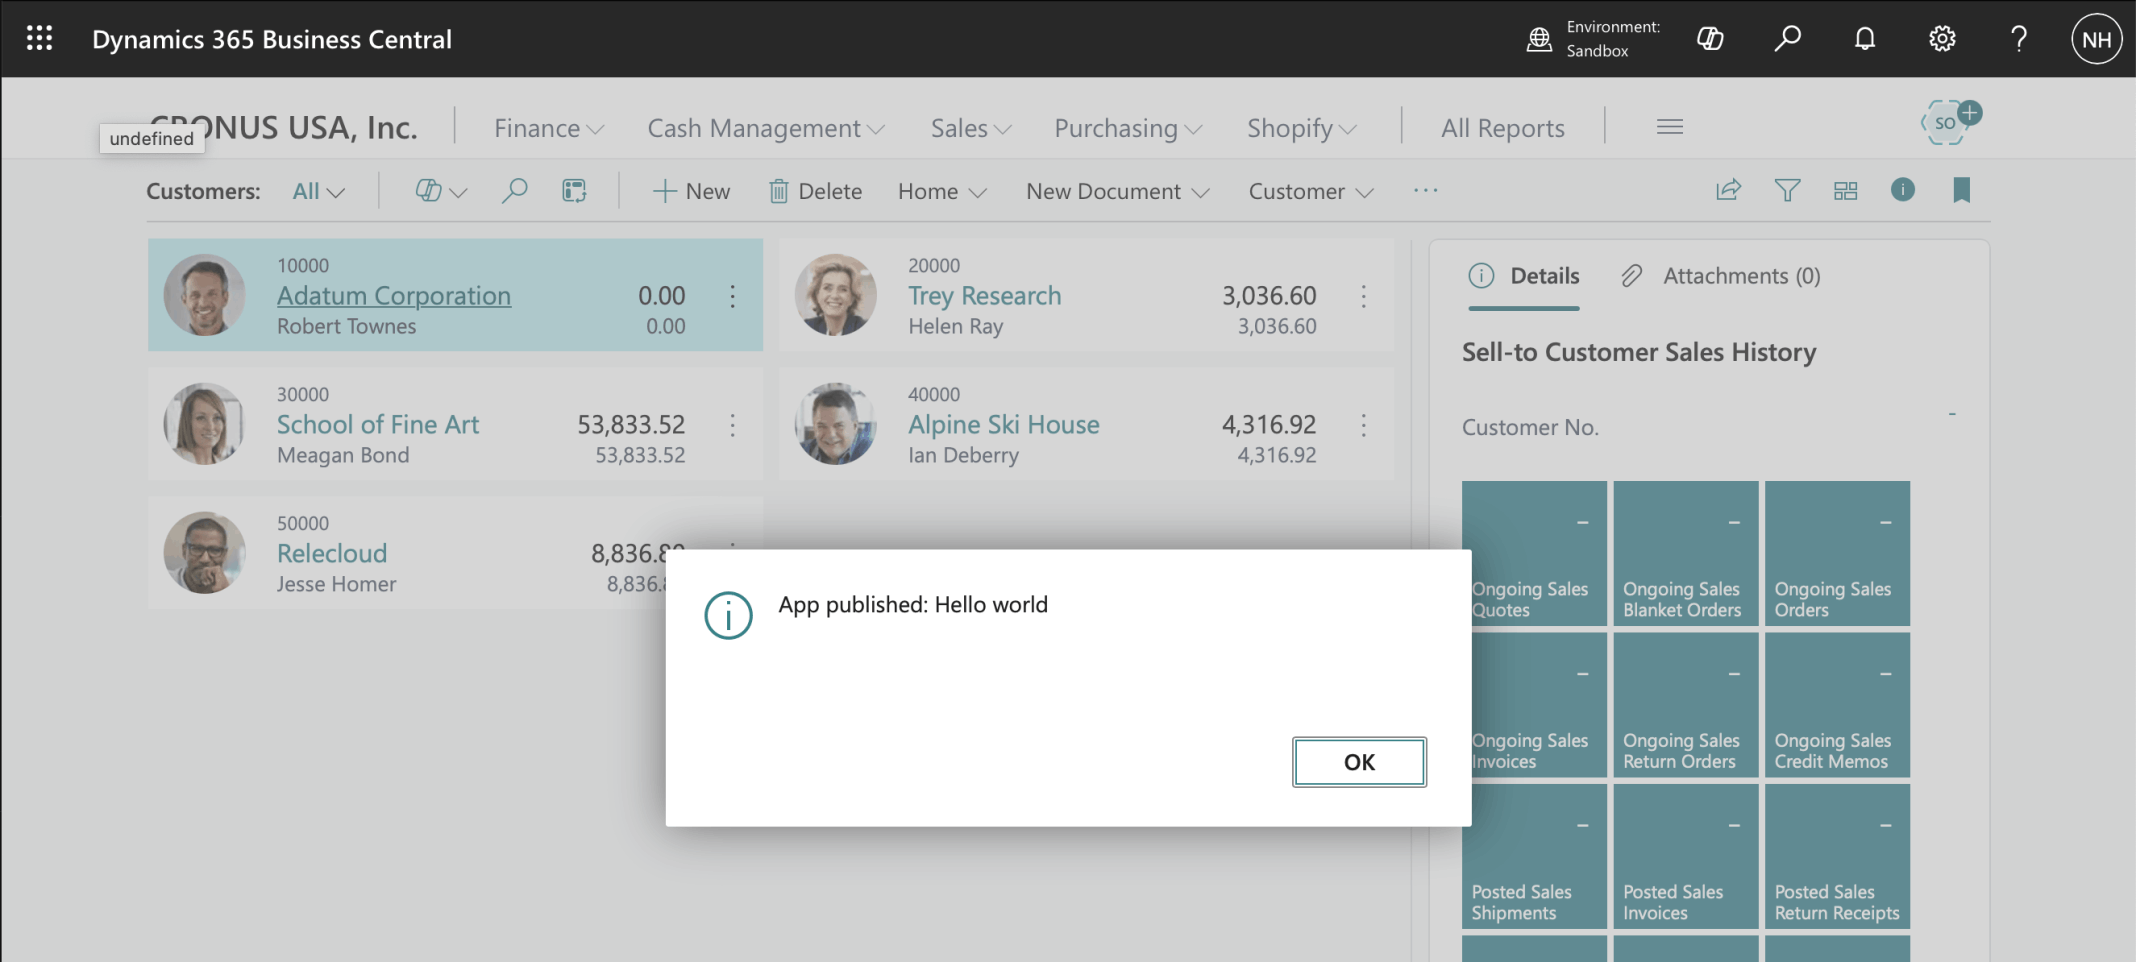 Dynamics 365 Business Central
Environment:
Sandbox
NH
undefined
CRONUS USA, Inc.
Finance
Cash Management
Sales
Purchasing
Shopify
All Reports
SO
Customers:
All
New
Delete
Home
New Document
Customer
10000
Adatum Corporation
0.00
Robert Townes
0.00
20000
Trey Research
3,036.60
Helen Ray
3,036.60
30000
School of Fine Art
53,833.52
Meagan Bond
53,833.52
40000
Alpine Ski House
4,316.92
Ian Deberry
4,316.92
50000
Relecloud
8,836.80
Jesse Homer
App published: Hello world
OK
Details
Attachments (0)
Sell-to Customer Sales History
Customer No.
Ongoing Sales
Quotes
Ongoing Sales
Blanket Orders
Ongoing Sales
Orders
Ongoing Sales
Invoices
Ongoing Sales
Return Orders
Ongoing Sales
Credit Memos
Posted Sales
Shipments
Posted Sales
Invoices
Posted Sales
Return Receipts